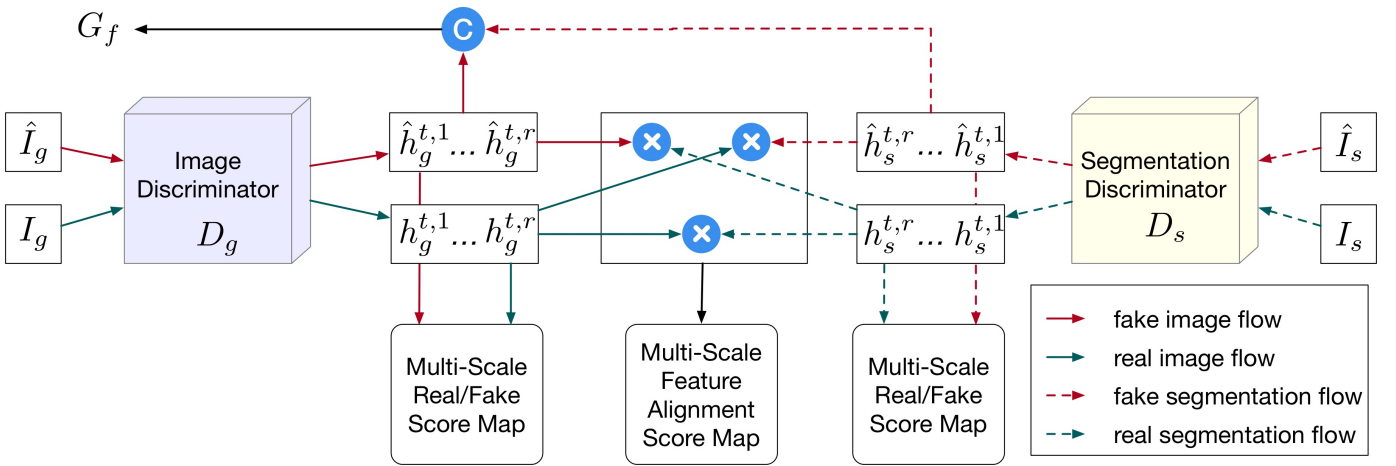 G_f
C
Î_g
I_g
Image
Discriminator
D_g
ĥ_g^{t,1} ... ĥ_g^{t,r}
h_g^{t,1} ... h_g^{t,r}
×
×
×
ĥ_s^{t,r} ... ĥ_s^{t,1}
h_s^{t,r} ... h_s^{t,1}
Segmentation
Discriminator
D_s
Î_s
I_s
Multi-Scale
Real/Fake
Score Map
Multi-Scale
Feature
Alignment
Score Map
Multi-Scale
Real/Fake
Score Map
fake image flow
real image flow
fake segmentation flow
real segmentation flow